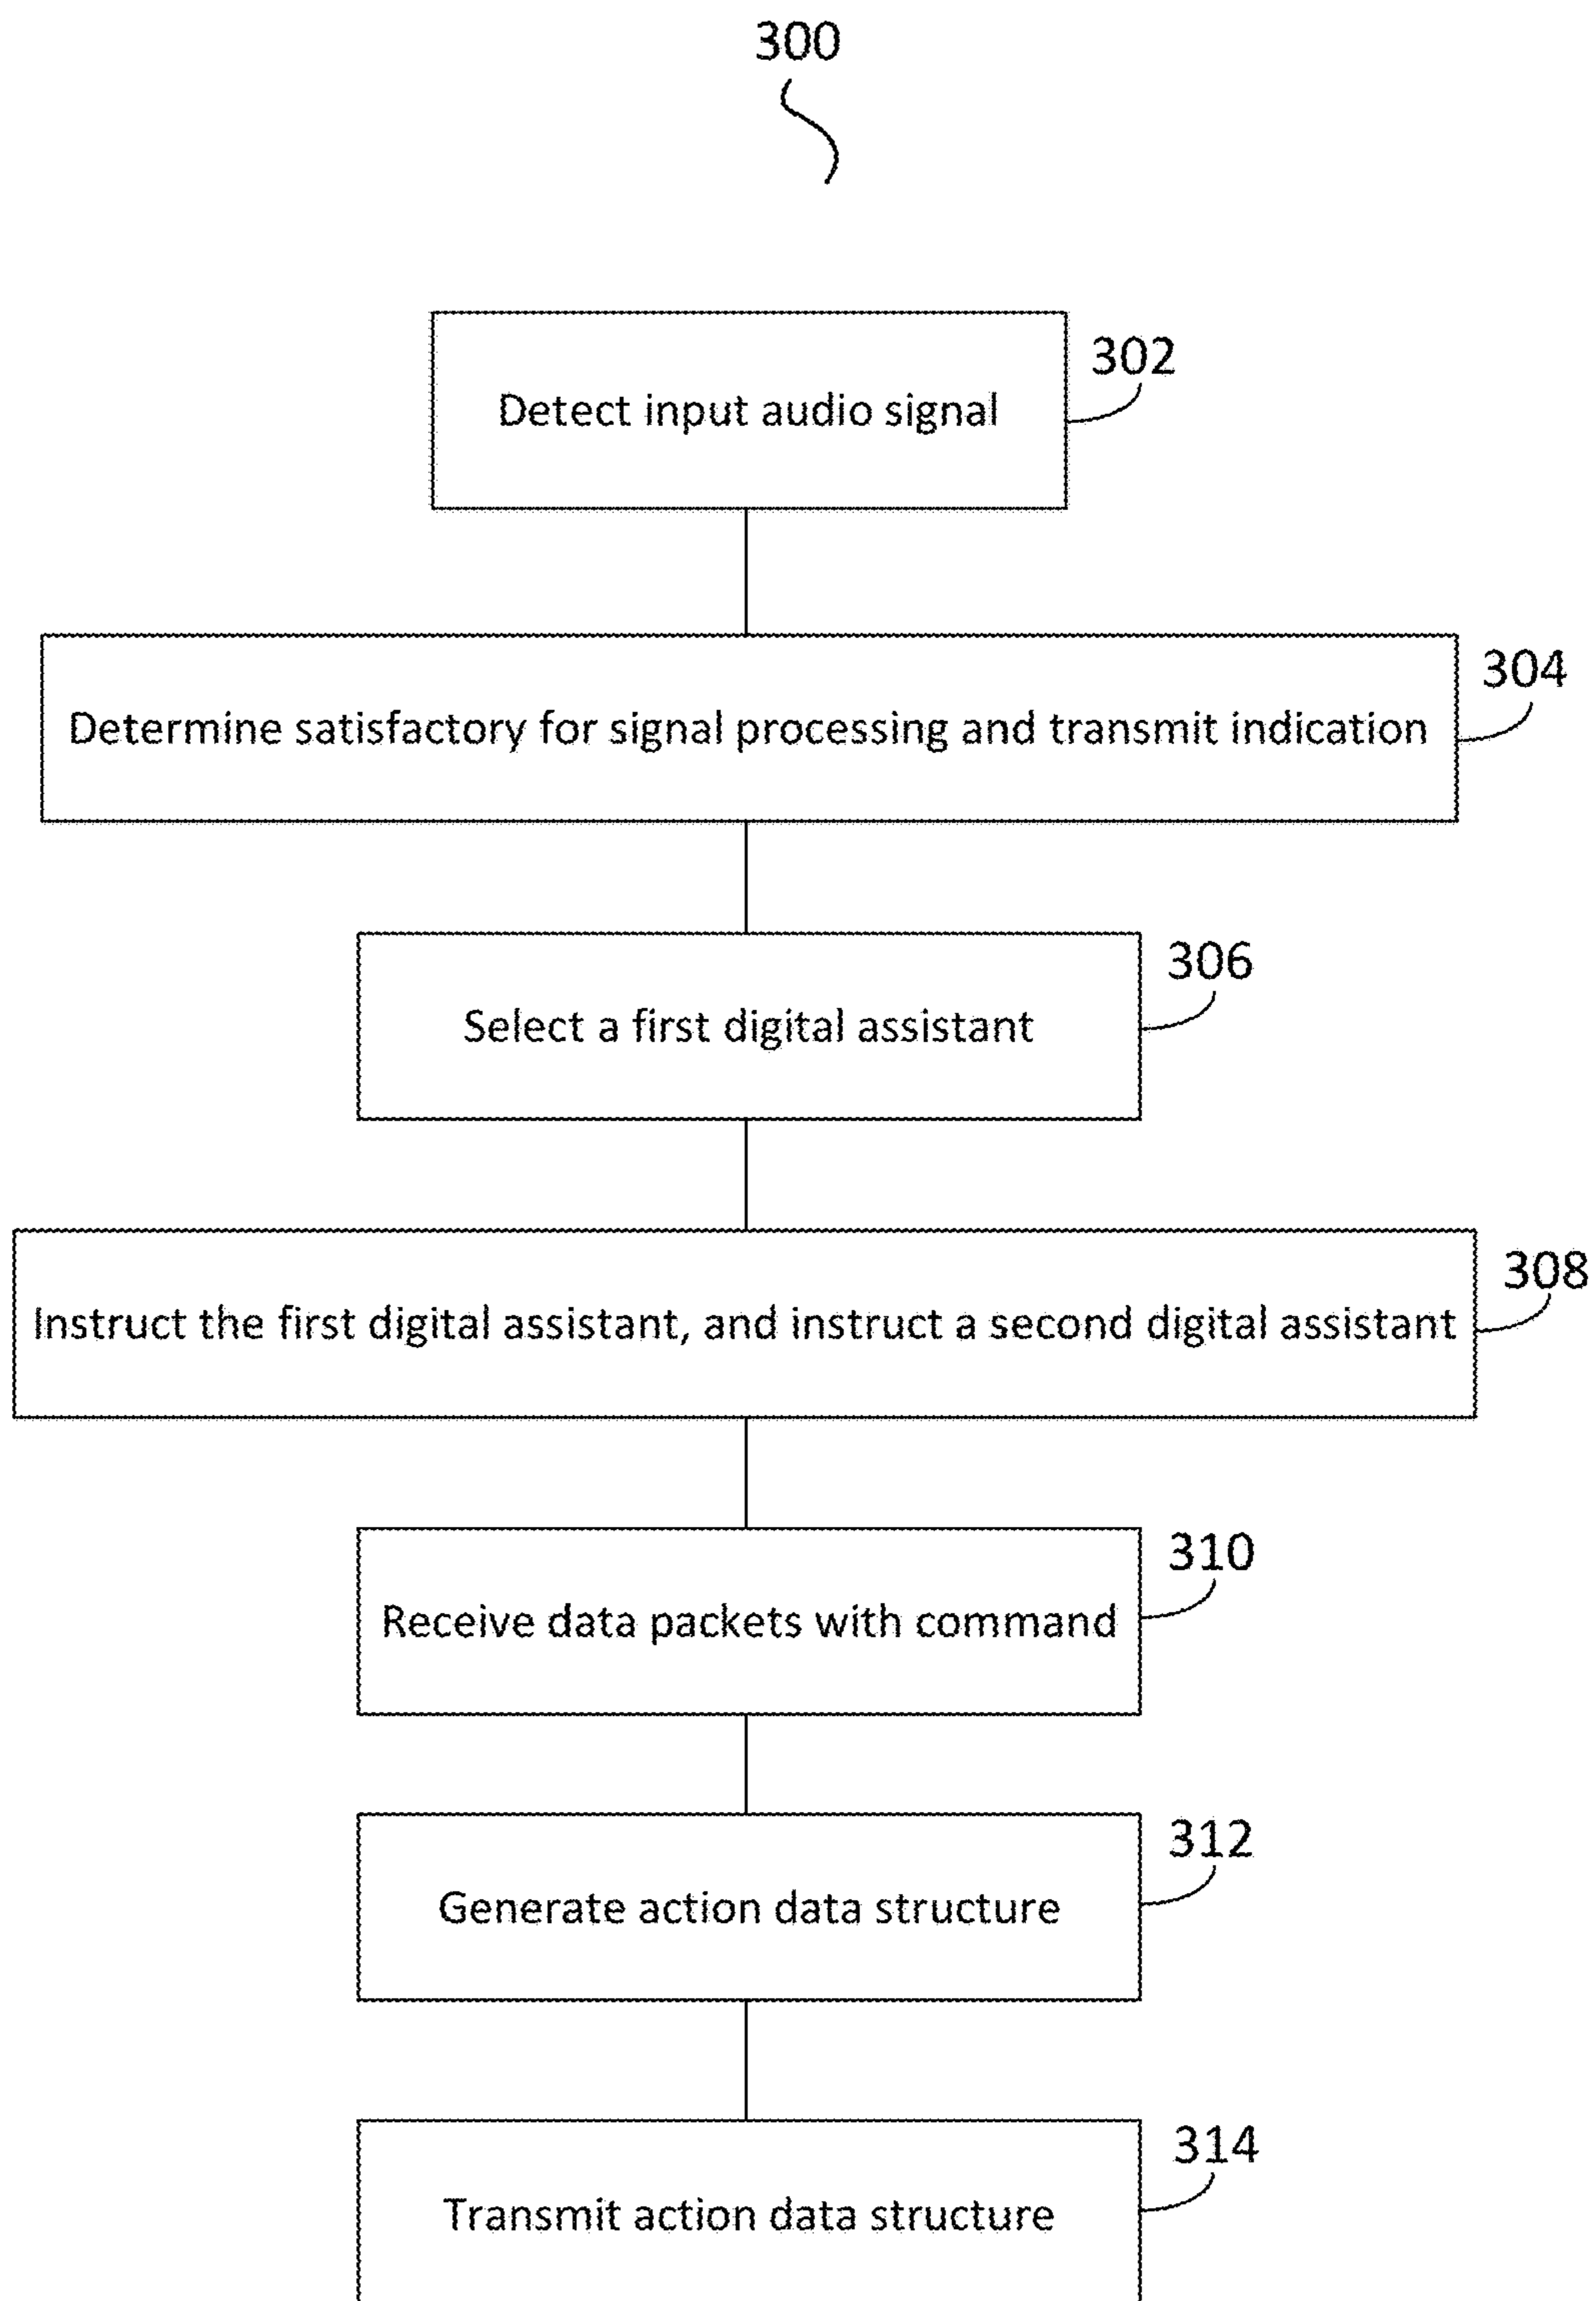 300
302
Detect input audio signal
304
Determine satisfactory for signal processing and transmit indication
306
Select a first digital assistant
308
Instruct the first digital assistant, and instruct a second digital assistant
310
Receive data packets with command
312
Generate action data structure
314
Transmit action data structure